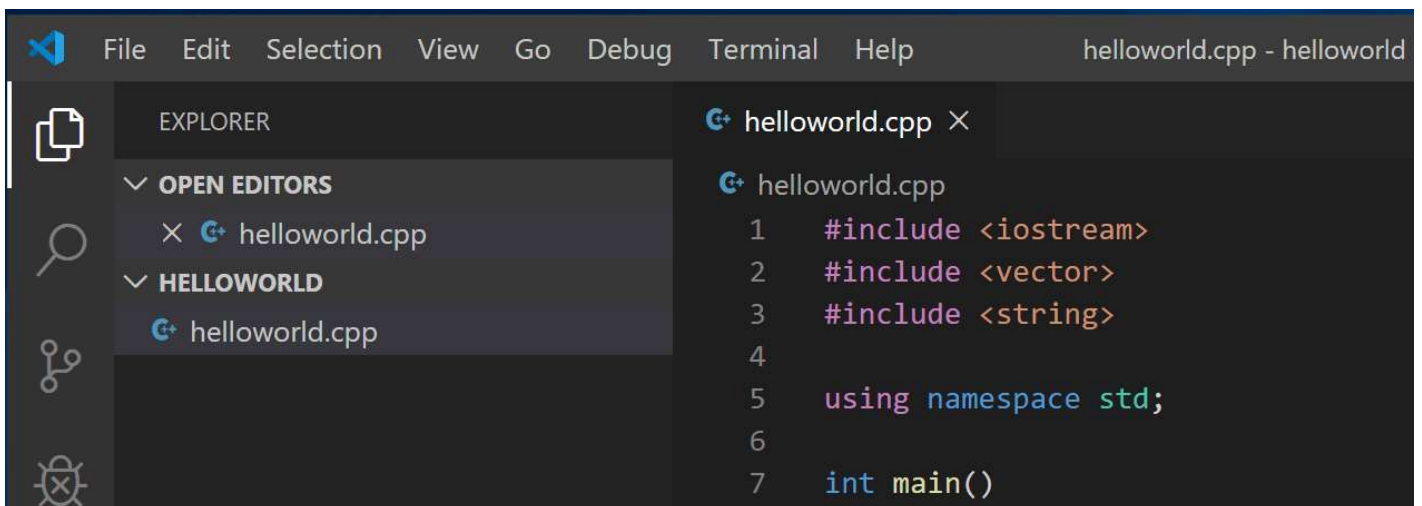 File Edit Selection View Go Debug Terminal Help helloworld.cpp - helloworld
EXPLORER
OPEN EDITORS
helloworld.cpp
HELLOWORLD
helloworld.cpp
helloworld.cpp
helloworld.cpp
1 #include <iostream>
2 #include <vector>
3 #include <string>
4
5 using namespace std;
6
7 int main()